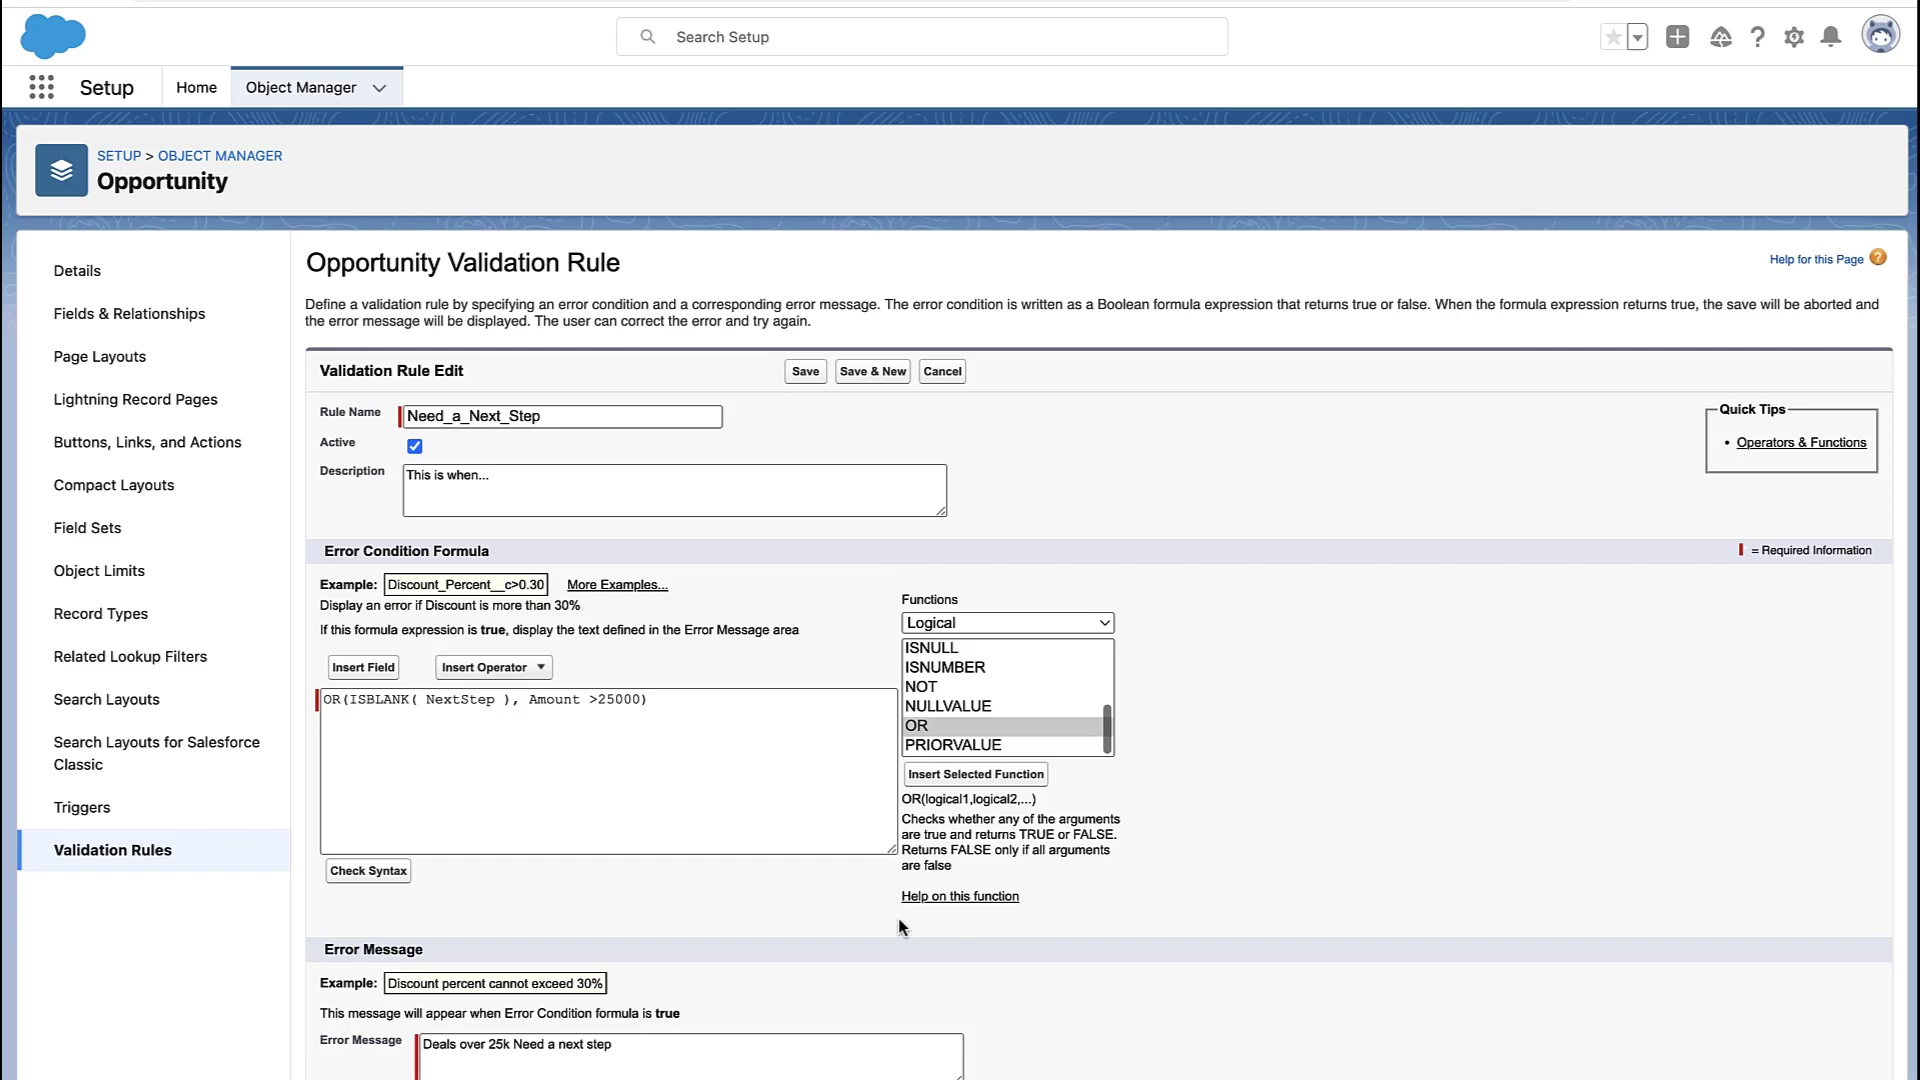 Search Setup
Setup
Home
Object Manager
SETUP > OBJECT MANAGER
Opportunity
Details
Fields & Relationships
Page Layouts
Lightning Record Pages
Buttons, Links, and Actions
Compact Layouts
Field Sets
Object Limits
Record Types
Related Lookup Filters
Search Layouts
Search Layouts for Salesforce
Classic
Triggers
Validation Rules
Opportunity Validation Rule
Help for this Page ?
Define a validation rule by specifying an error condition and a corresponding error message. The error condition is written as a Boolean formula expression that returns true or false. When the formula expression returns true, the save will be aborted and
the error message will be displayed. The user can correct the error and try again.
Validation Rule Edit
Save
Save & New
Cancel
Rule Name
Need_a_Next_Step
Active
Description
This is when...
Quick Tips
• Operators & Functions
Error Condition Formula
= Required Information
Example: Discount_Percent__c>0.30 More Examples...
Display an error if Discount is more than 30%
If this formula expression is true, display the text defined in the Error Message area
Insert Field
Insert Operator
OR(ISBLANK( NextStep ), Amount >25000)
Check Syntax
Functions
Logical
ISNULL
ISNUMBER
NOT
NULLVALUE
OR
PRIORVALUE
Insert Selected Function
OR(logical1,logical2,...)
Checks whether any of the arguments
are true and returns TRUE or FALSE.
Returns FALSE only if all arguments
are false
Help on this function
Error Message
Example: Discount percent cannot exceed 30%
This message will appear when Error Condition formula is true
Error Message
Deals over 25k Need a next step